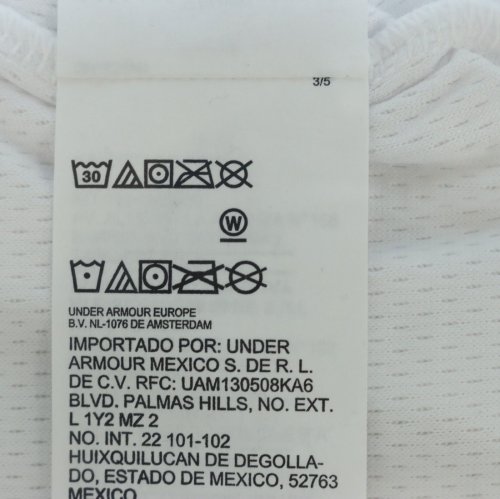 3/5
30
W
UNDER ARMOUR EUROPE
B.V. NL-1076 DE AMSTERDAM
IMPORTADO POR: UNDER
ARMOUR MEXICO S. DE R. L.
DE C.V. RFC: UAM130508KA6
BLVD. PALMAS HILLS, NO. EXT.
L 1Y2 MZ 2
NO. INT. 22 101-102
HUIXQUILUCAN DE DEGOLLA-
DO, ESTADO DE MEXICO, 52763
MEXICO